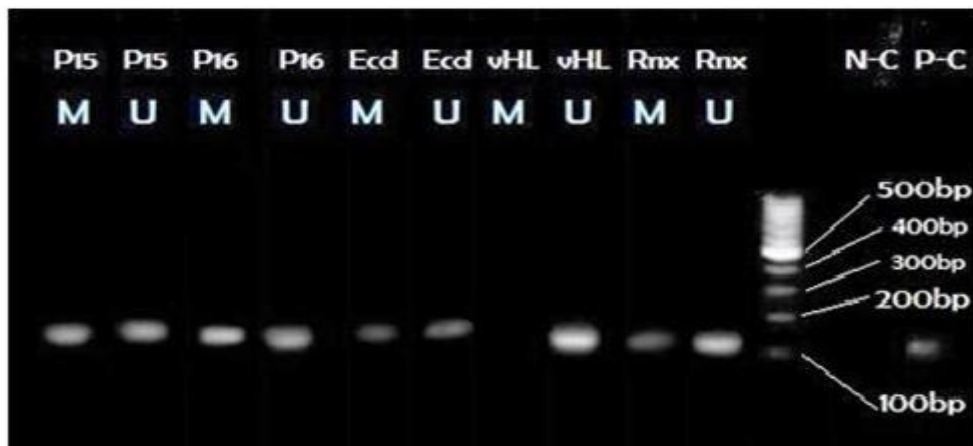 P15 P15 P16 P16 Ecd Ecd vHL vHL Rnx Rnx N-C P-C
M U M U M U M U M U
500bp
400bp
300bp
200bp
100bp